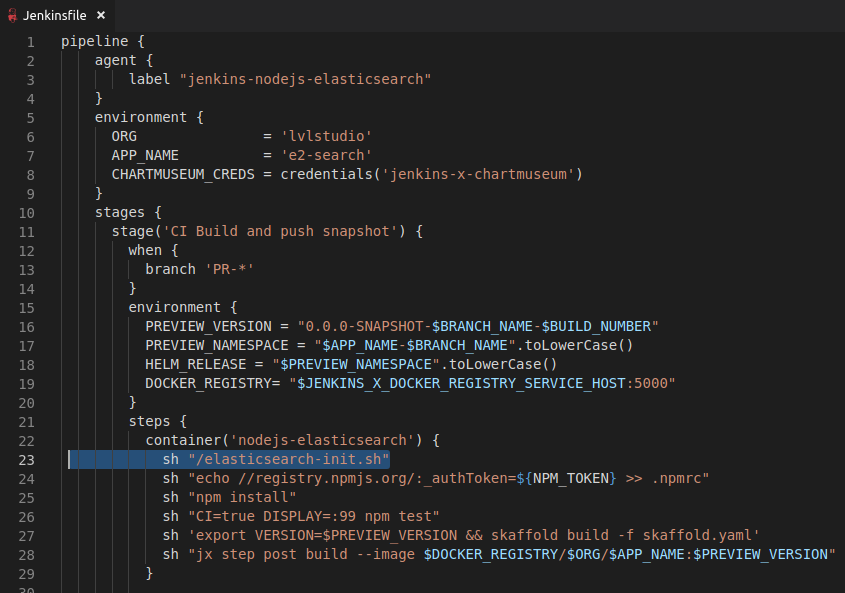 Jenkinsfile ×
1 pipeline {
2     agent {
3         label "jenkins-nodejs-elasticsearch"
4     }
5     environment {
6       ORG               = 'lvlstudio'
7       APP_NAME          = 'e2-search'
8       CHARTMUSEUM_CREDS = credentials('jenkins-x-chartmuseum')
9     }
10     stages {
11       stage('CI Build and push snapshot') {
12         when {
13           branch 'PR-*'
14         }
15         environment {
16           PREVIEW_VERSION = "0.0.0-SNAPSHOT-$BRANCH_NAME-$BUILD_NUMBER"
17           PREVIEW_NAMESPACE = "$APP_NAME-$BRANCH_NAME".toLowerCase()
18           HELM_RELEASE = "$PREVIEW_NAMESPACE".toLowerCase()
19           DOCKER_REGISTRY= "$JENKINS_X_DOCKER_REGISTRY_SERVICE_HOST:5000"
20         }
21         steps {
22           container('nodejs-elasticsearch') {
23             sh "/elasticsearch-init.sh"
24             sh "echo //registry.npmjs.org/:_authToken=${NPM_TOKEN} >> .npmrc"
25             sh "npm install"
26             sh "CI=true DISPLAY=:99 npm test"
27             sh 'export VERSION=$PREVIEW_VERSION && skaffold build -f skaffold.yaml'
28             sh "jx step post build --image $DOCKER_REGISTRY/$ORG/$APP_NAME:$PREVIEW_VERSION"
29           }
30